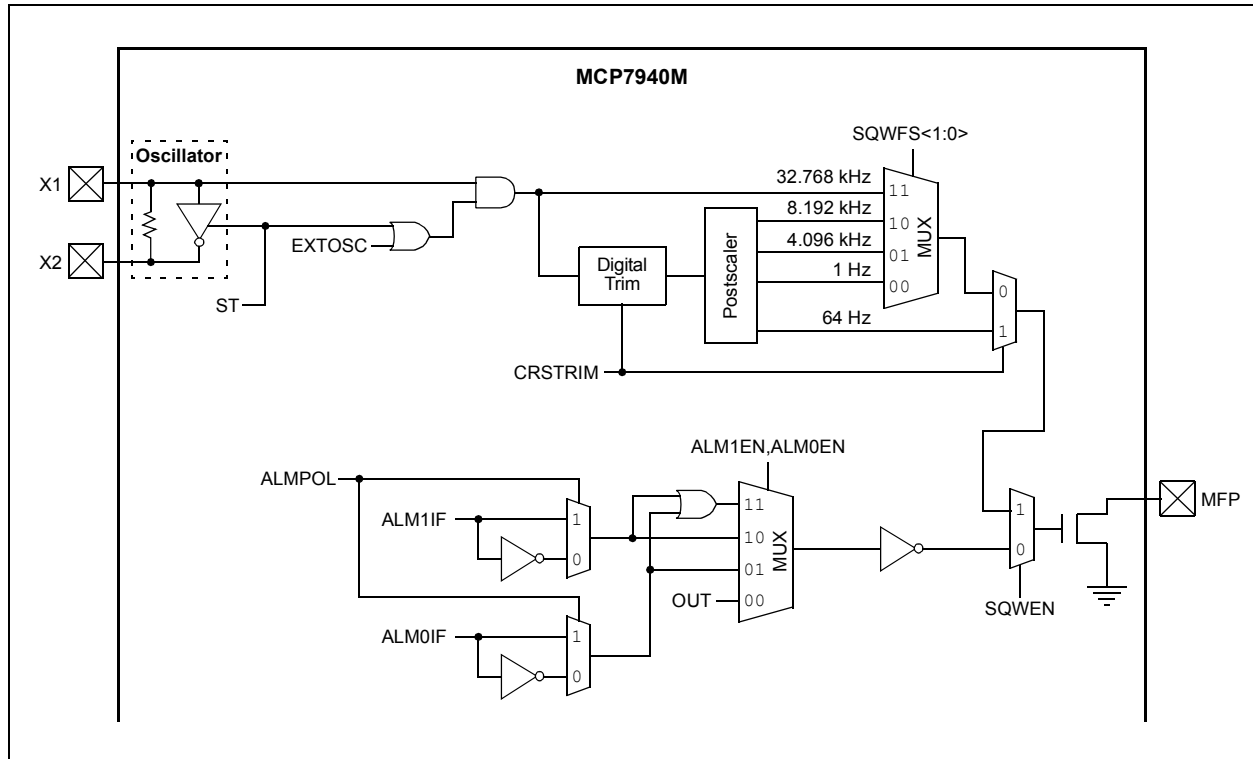 MCP7940M
SQWFS<1:0>
Oscillator
X1
X2
ST
EXTOSC
32.768 kHz
8.192 kHz
4.096 kHz
1 Hz
64 Hz
11
10
01
00
MUX
Digital
Trim
Postscaler
0
1
CRSTRIM
ALM1EN,ALM0EN
ALMPOL
ALM1IF
1
0
ALM0IF
1
0
11
10
01
00
MUX
OUT
1
0
SQWEN
MFP